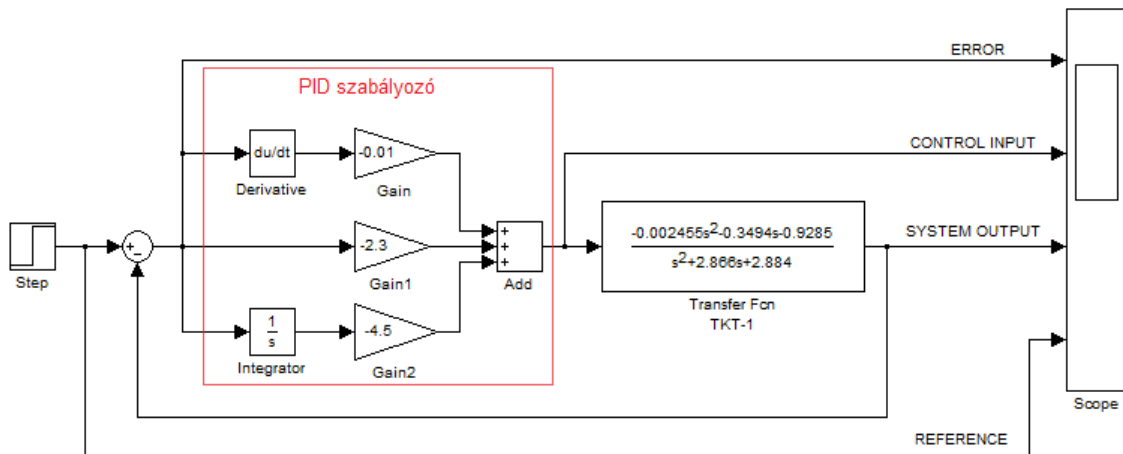 ERROR
PID szabályozó
CONTROL INPUT
du/dt
-0.01
Derivative
Gain
+
−
-2.3
+
+
+
-0.002455s²-0.3494s-0.9285
s²+2.866s+2.884
SYSTEM OUTPUT
Step
Gain1
Add
Transfer Fcn
TKT-1
1
s
-4.5
Integrator
Gain2
Scope
REFERENCE